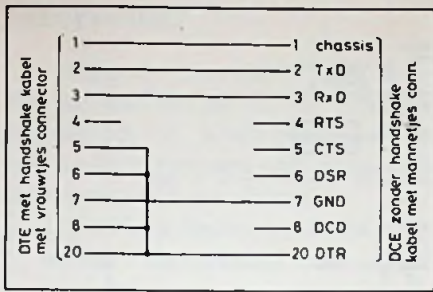 DTE met handshake kabel
met vrouwtjes connector
1 1 chassis
2 2 TxD
3 3 RxD
4 4 RTS
5 5 CTS
6 6 DSR
7 7 GND
8 8 DCD
20 20 DTR
DCE zonder handshake
kabel met mannetjes conn.